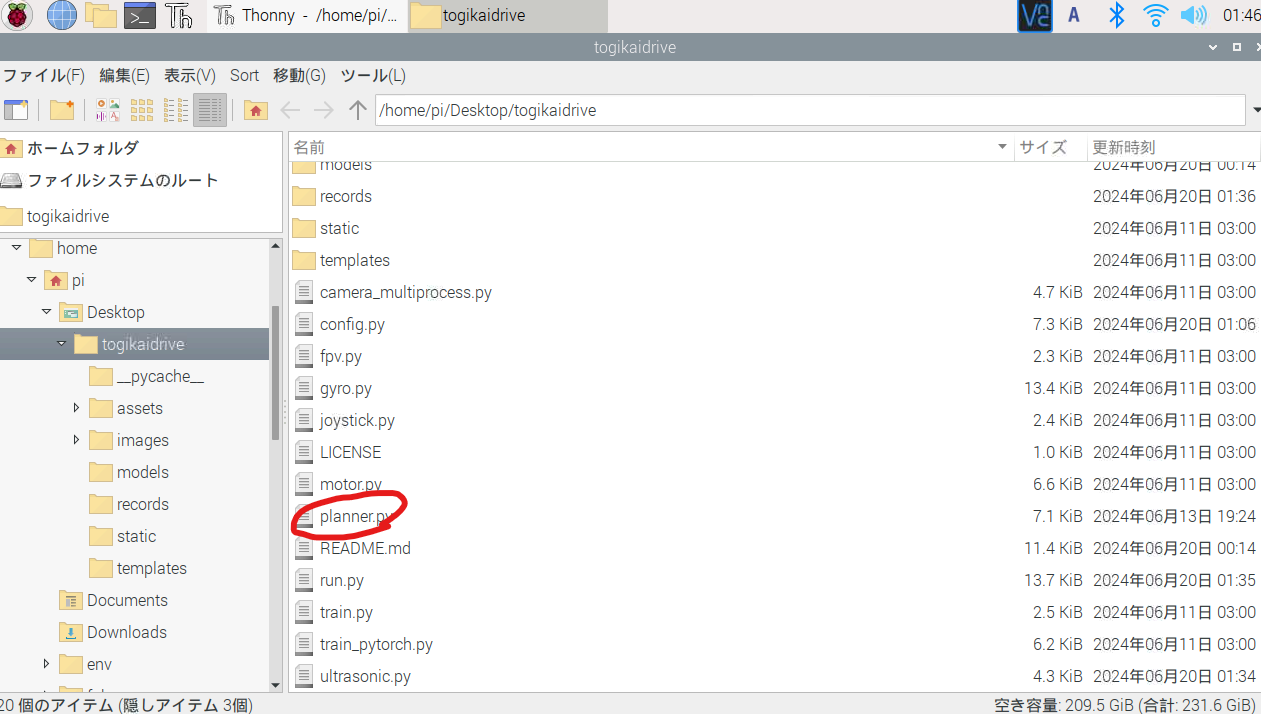 Thonny - /home/pi/... togikaidrive A 01:46
togikaidrive
ファイル(F) 編集(E) 表示(V) Sort 移動(G) ツール(L)
/home/pi/Desktop/togikaidrive
ホームフォルダ
ファイルシステムのルート
togikaidrive
home
pi
Desktop
togikaidrive
__pycache__
assets
images
models
records
static
templates
Documents
Downloads
env
名前 サイズ 更新時刻
models 2024年06月20日 00:14
records 2024年06月20日 01:36
static 2024年06月11日 03:00
templates 2024年06月11日 03:00
camera_multiprocess.py 4.7 KiB 2024年06月11日 03:00
config.py 7.3 KiB 2024年06月20日 01:06
fpv.py 2.3 KiB 2024年06月11日 03:00
gyro.py 13.4 KiB 2024年06月11日 03:00
joystick.py 2.4 KiB 2024年06月11日 03:00
LICENSE 1.0 KiB 2024年06月11日 03:00
motor.py 6.6 KiB 2024年06月11日 03:00
planner.py 7.1 KiB 2024年06月13日 19:24
README.md 11.4 KiB 2024年06月20日 00:14
run.py 13.7 KiB 2024年06月20日 01:35
train.py 2.5 KiB 2024年06月11日 03:00
train_pytorch.py 6.2 KiB 2024年06月11日 03:00
ultrasonic.py 4.3 KiB 2024年06月20日 01:34
20 個のアイテム (隠しアイテム 3個) 空き容量: 209.5 GiB (合計: 231.6 GiB)